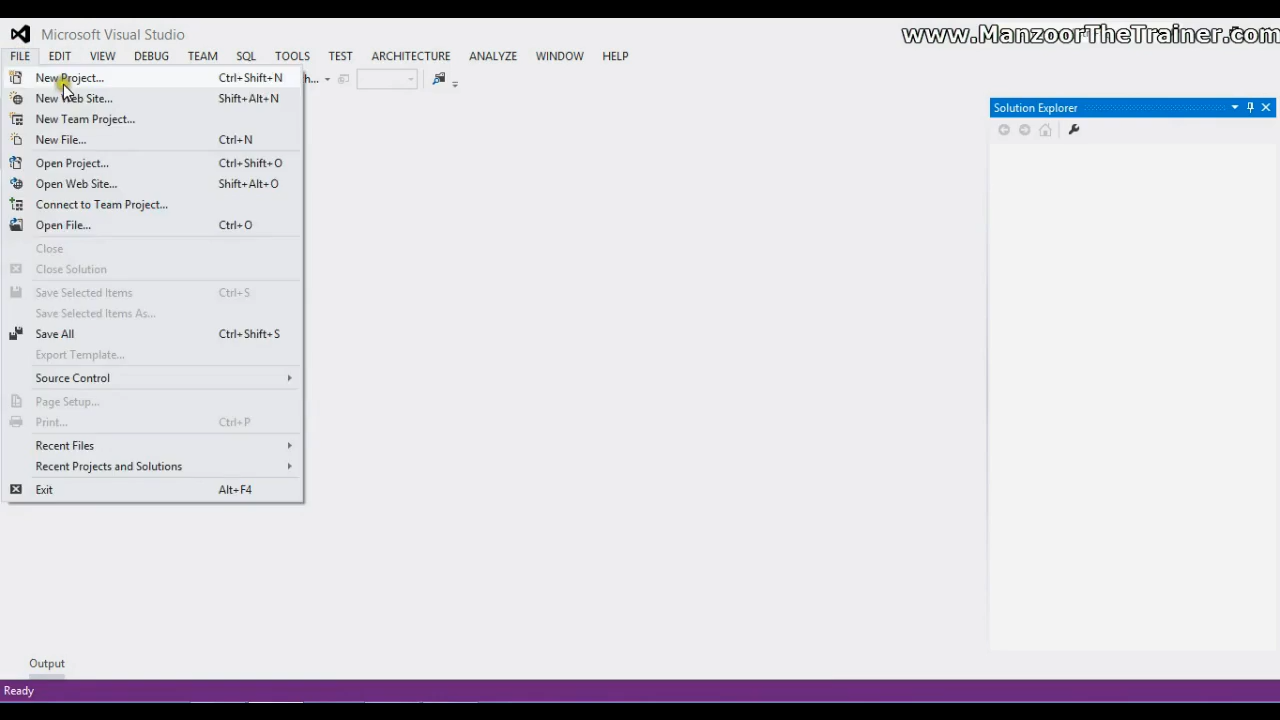 Microsoft Visual Studio
www.ManzoorTheTrainer.com
FILE EDIT VIEW DEBUG TEAM SQL TOOLS TEST ARCHITECTURE ANALYZE WINDOW HELP
New Project... Ctrl+Shift+N
h...
New Web Site... Shift+Alt+N
Solution Explorer
New Team Project...
New File... Ctrl+N
Open Project... Ctrl+Shift+O
Open Web Site... Shift+Alt+O
Connect to Team Project...
Open File... Ctrl+O
Close
Close Solution
Save Selected Items Ctrl+S
Save Selected Items As...
Save All Ctrl+Shift+S
Export Template...
Source Control
Page Setup...
Print... Ctrl+P
Recent Files
Recent Projects and Solutions
Exit Alt+F4
Output
Ready